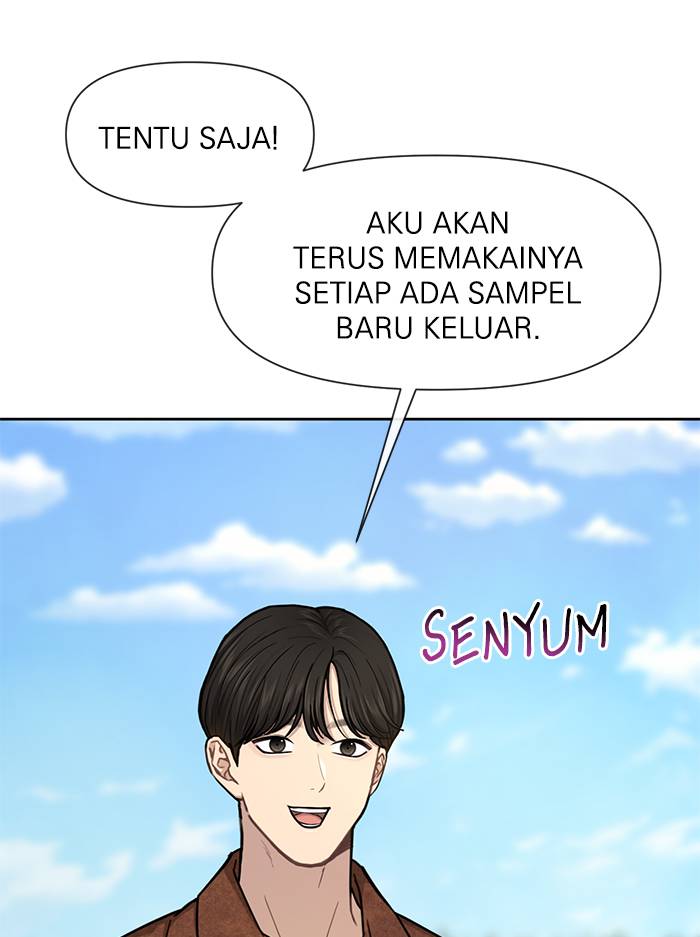 TENTU SAJA!
AKU AKAN
TERUS MEMAKAINYA
SETIAP ADA SAMPEL
BARU KELUAR.
SENYUM